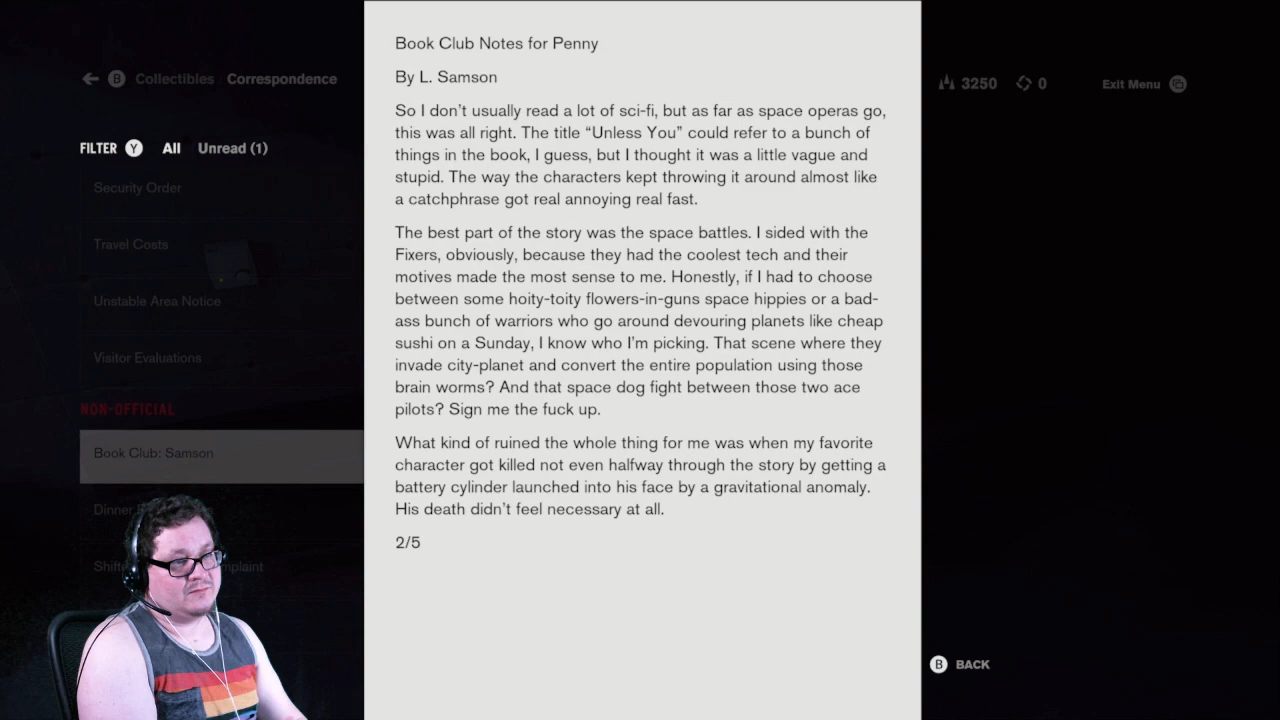 Book Club Notes for Penny
By L. Samson
So I don't usually read a lot of sci-fi, but as far as space operas go,
this was all right. The title “Unless You” could refer to a bunch of
things in the book, I guess, but I thought it was a little vague and
stupid. The way the characters kept throwing it around almost like
a catchphrase got real annoying real fast.
The best part of the story was the space battles. I sided with the
Fixers, obviously, because they had the coolest tech and their
motives made the most sense to me. Honestly, if I had to choose
between some hoity-toity flowers-in-guns space hippies or a bad-
ass bunch of warriors who go around devouring planets like cheap
sushi on a Sunday, I know who I'm picking. That scene where they
invade city-planet and convert the entire population using those
brain worms? And that space dog fight between those two ace
pilots? Sign me the fuck up.
What kind of ruined the whole thing for me was when my favorite
character got killed not even halfway through the story by getting a
battery cylinder launched into his face by a gravitational anomaly.
His death didn't feel necessary at all.
2/5
B Collectibles Correspondence
3250 0 Exit Menu
FILTER Y All Unread (1)
Security Order
Travel Costs
Unstable Area Notice
Visitor Evaluations
NON-OFFICIAL
Book Club: Samson
Dinner
B BACK